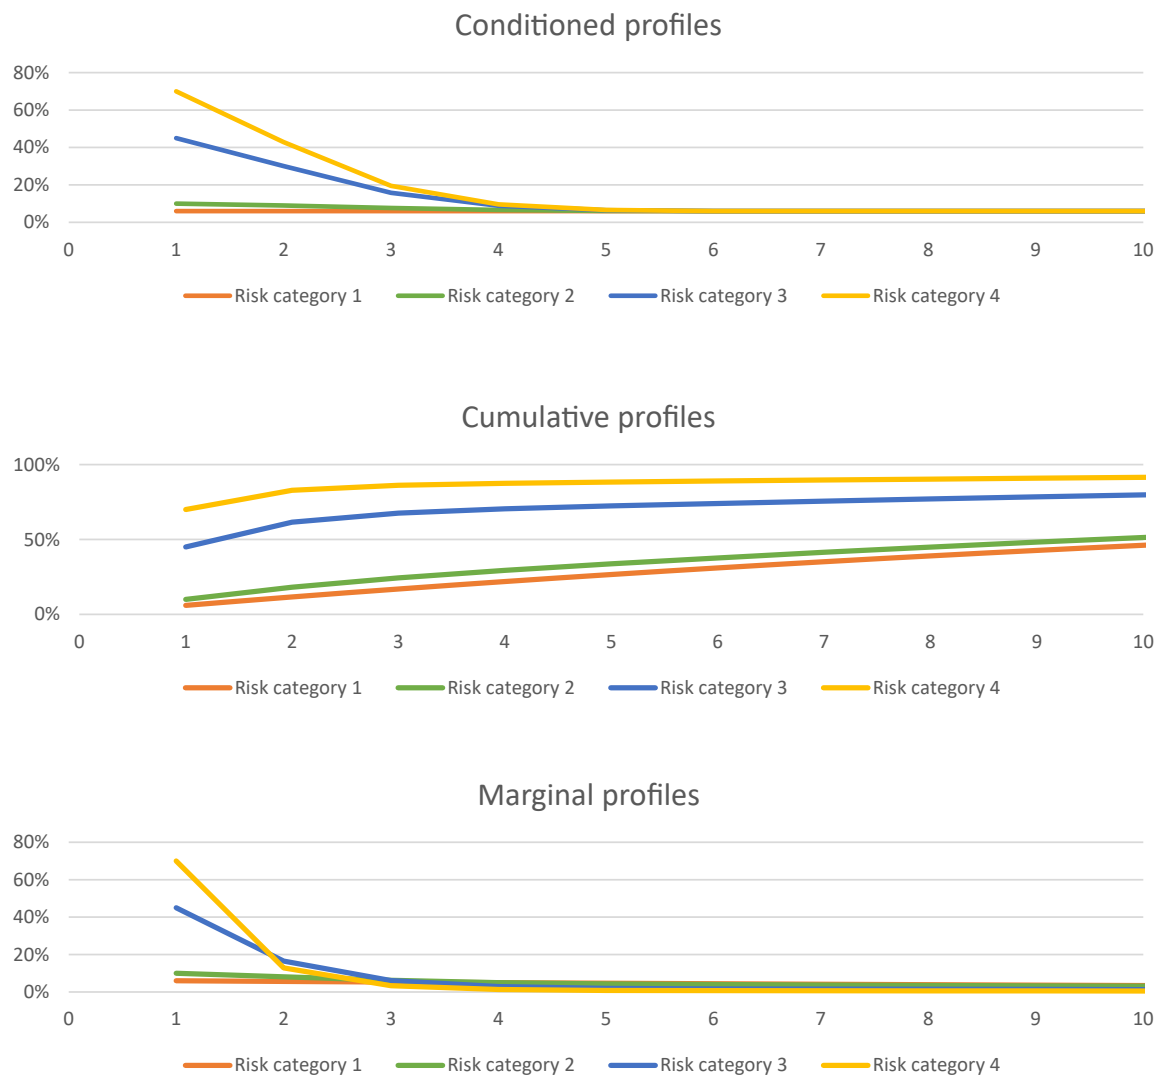 Conditioned profiles
80%
60%
40%
20%
0%
0 1 2 3 4 5 6 7 8 9 10
Risk category 1 Risk category 2 Risk category 3 Risk category 4
Cumulative profiles
100%
50%
0%
0 1 2 3 4 5 6 7 8 9 10
Risk category 1 Risk category 2 Risk category 3 Risk category 4
Marginal profiles
80%
60%
40%
20%
0%
0 1 2 3 4 5 6 7 8 9 10
Risk category 1 Risk category 2 Risk category 3 Risk category 4